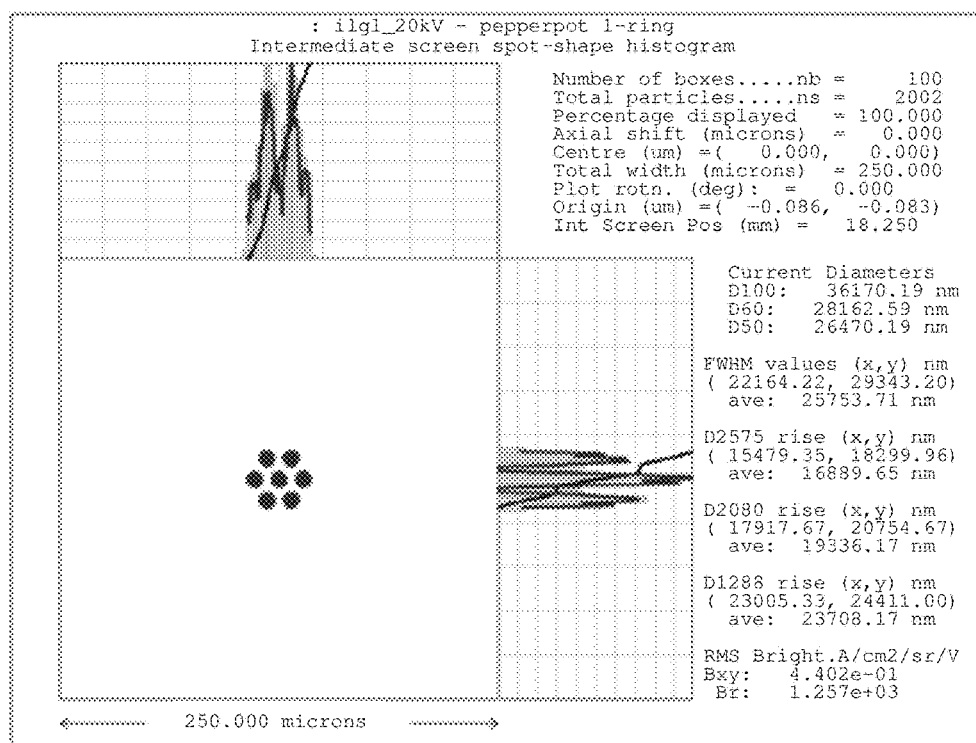 : ilgl_20kV - pepperpot 1-ring
Intermediate screen spot-shape histogram
Number of boxes.....nb = 100
Total particles.....ns = 2002
Percentage displayed = 100.000
Axial shift (microns) = 0.000
Centre (um) =( 0.000, 0.000)
Total width (microns) = 250.000
Plot rotn. (deg): = 0.000
Origin (um) =( -0.086, -0.083)
Int Screen Pos (mm) = 18.250
Current Diameters
D100: 36170.19 nm
D60: 28162.59 nm
D50: 26470.19 nm
FWHM values (x,y) nm
( 22164.22, 29343.20)
ave: 25753.71 nm
D2575 rise (x,y) nm
( 15479.35, 18299.96)
ave: 16889.65 nm
D2080 rise (x,y) nm
( 17917.67, 20754.67)
ave: 19336.17 nm
D1288 rise (x,y) nm
( 23005.33, 24411.00)
ave: 23708.17 nm
RMS Bright.A/cm2/sr/V
Bxy: 4.402e-01
Br: 1.257e+03
250.000 microns